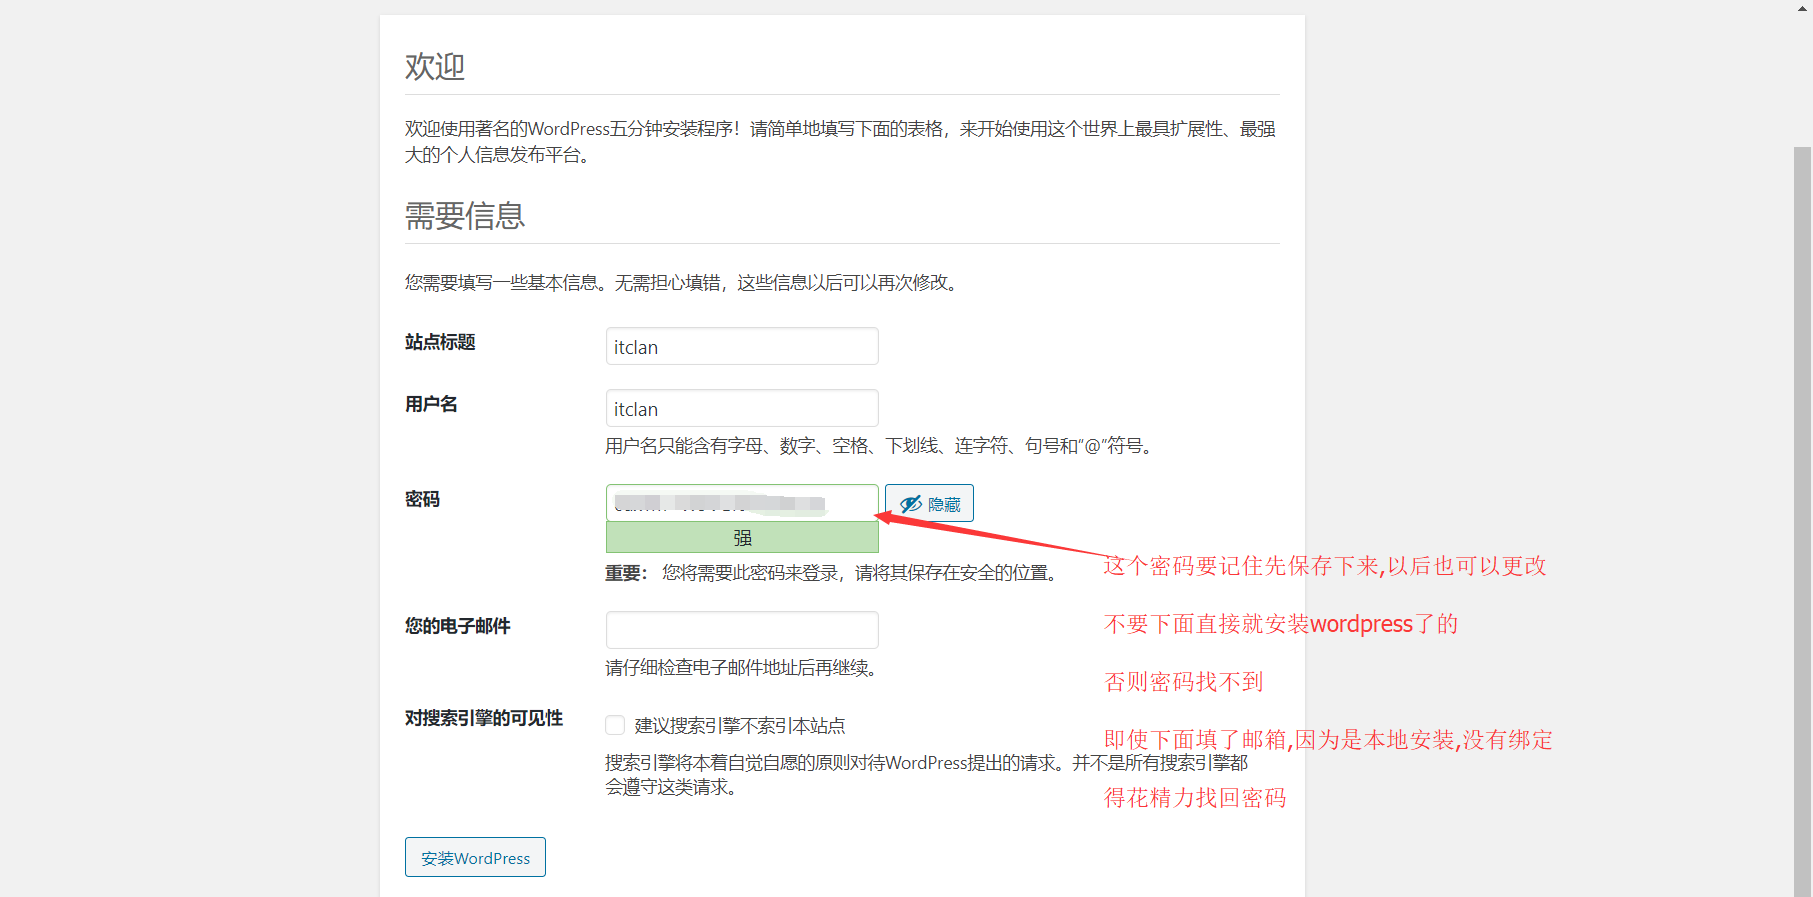 欢迎
欢迎使用著名的WordPress五分钟安装程序！请简单地填写下面的表格，来开始使用这个世界上最具扩展性、最强
大的个人信息发布平台。
需要信息
您需要填写一些基本信息。无需担心填错，这些信息以后可以再次修改。
站点标题
itclan
用户名
itclan
用户名只能含有字母、数字、空格、下划线、连字符、句号和“@”符号。
密码
隐藏
强
重要： 您将需要此密码来登录，请将其保存在安全的位置。
这个密码要记住先保存下来,以后也可以更改
不要下面直接就安装wordpress了的
否则密码找不到
即使下面填了邮箱,因为是本地安装,没有绑定
得花精力找回密码
您的电子邮件
请仔细检查电子邮件地址后再继续。
对搜索引擎的可见性
建议搜索引擎不索引本站点
搜索引擎将本着自觉自愿的原则对待WordPress提出的请求。并不是所有搜索引擎都
会遵守这类请求。
安装WordPress